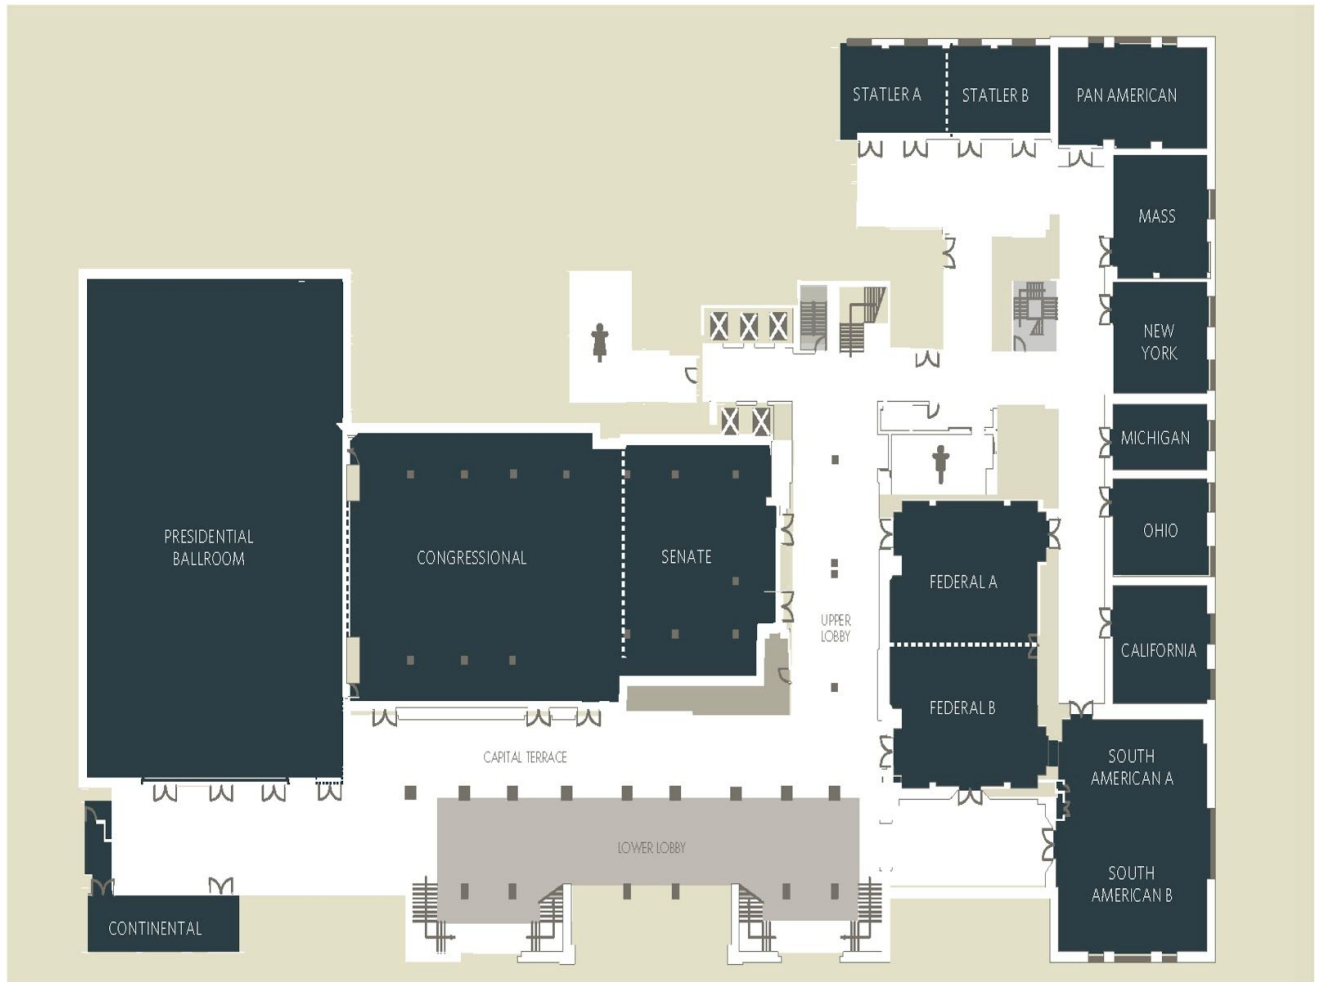 STATLER A
STATLER B
PAN AMERICAN
MASS
NEW
YORK
MICHIGAN
OHIO
CALIFORNIA
PRESIDENTIAL
BALLROOM
CONGRESSIONAL
SENATE
UPPER
LOBBY
FEDERAL A
FEDERAL B
CAPITAL TERRACE
SOUTH
AMERICAN A
LOWER LOBBY
SOUTH
AMERICAN B
CONTINENTAL